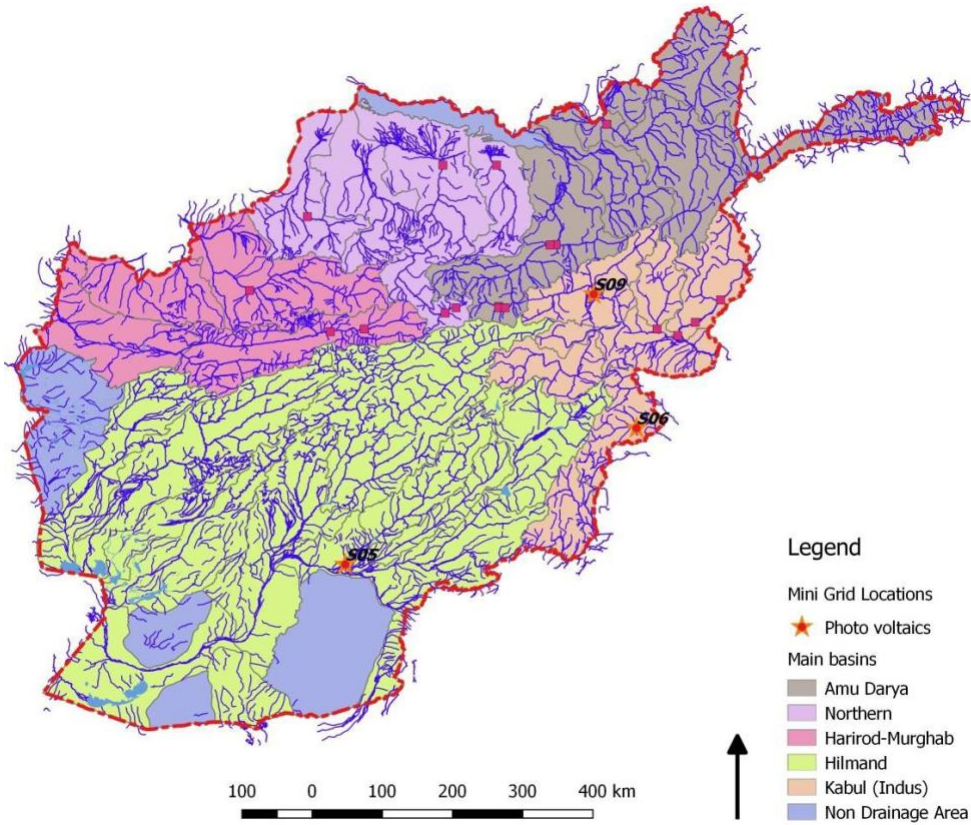 S09
S06
S05
Legend
Mini Grid Locations
Photo voltaics
Main basins
Amu Darya
Northern
Harirod-Murghab
Hilmand
Kabul (Indus)
Non Drainage Area
100 0 100 200 300 400 km